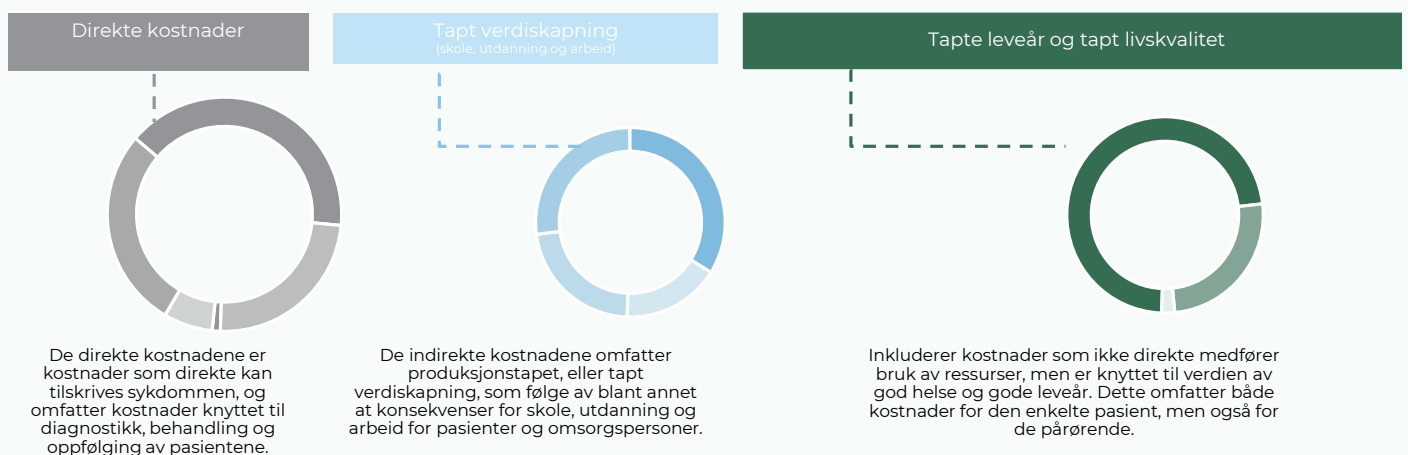 Direkte kostnader
Tapt verdiskapning
(skole, utdanning og arbeid)
Tapte leveår og tapt livskvalitet
De direkte kostnadene er
kostnader som direkte kan
tilskrives sykdommen, og
omfatter kostnader knyttet til
diagnostikk, behandling og
oppfølging av pasientene.
De indirekte kostnadene omfatter
produksjonstapet, eller tapt
verdiskapning, som følge av blant annet
at konsekvenser for skole, utdanning og
arbeid for pasienter og omsorgspersoner.
Inkluderer kostnader som ikke direkte medfører
bruk av ressurser, men er knyttet til verdien av
god helse og gode leveår. Dette omfatter både
kostnader for den enkelte pasient, men også for
de pårørende.